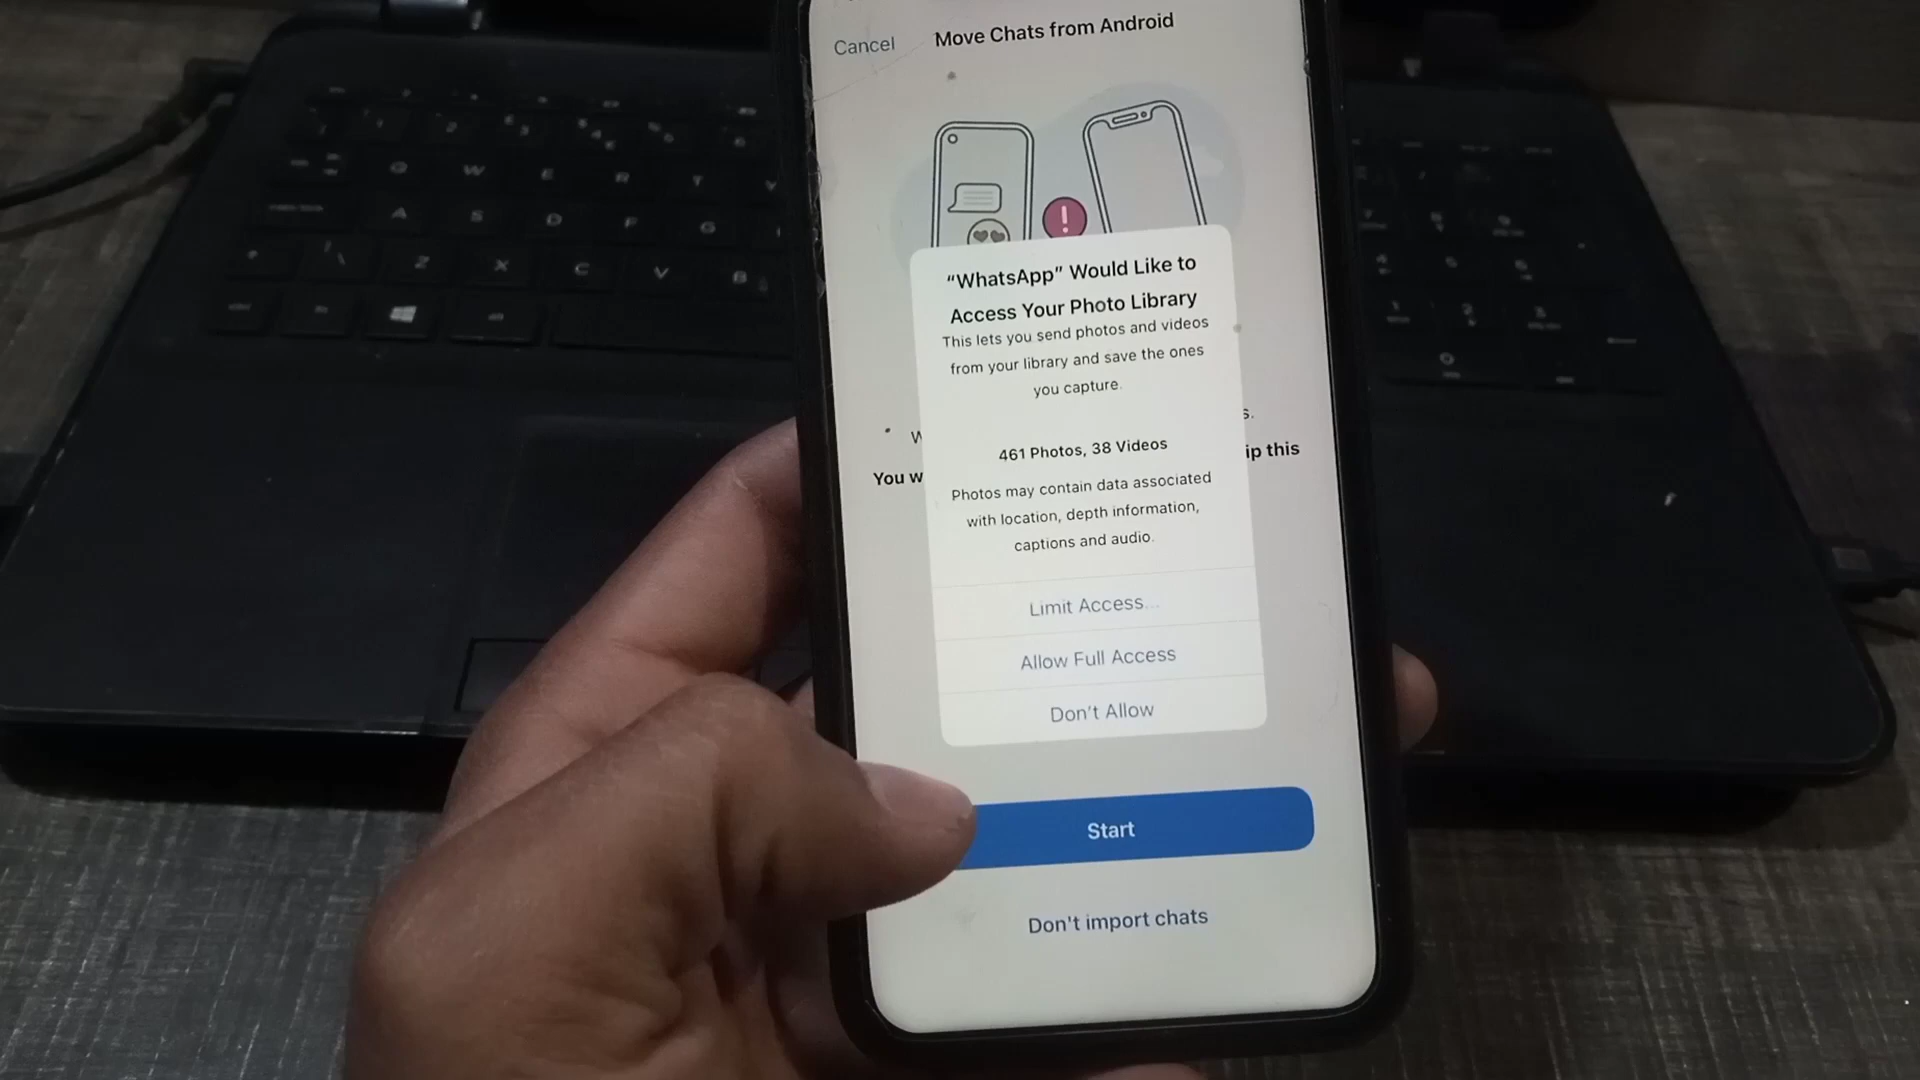 Cancel
Move Chats from Android
“WhatsApp” Would Like to
Access Your Photo Library
This lets you send photos and videos
from your library and save the ones
you capture.
461 Photos, 38 Videos
Photos may contain data associated
with location, depth information,
captions and audio.
Limit Access...
Allow Full Access
Don’t Allow
s.
You w
ip this
Start
Don't import chats
Q W E R T
A S D F G
Z X C V B